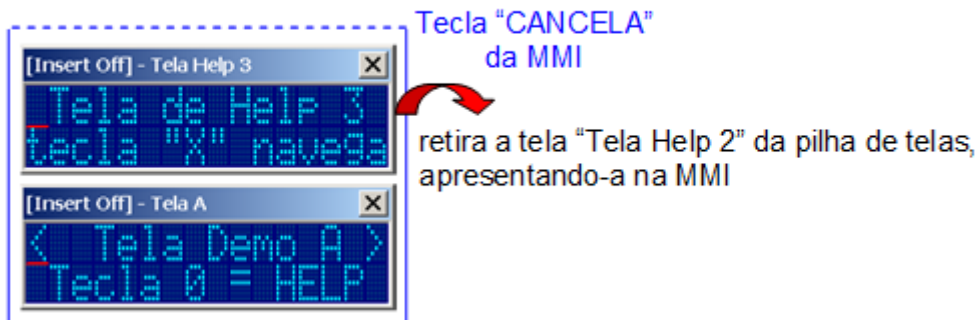 Tecla “CANCELA”
da MMI
[Insert Off] - Tela Help 3
Tela de Help 3
tecla "X" navega
retira a tela “Tela Help 2” da pilha de telas,
apresentando-a na MMI
[Insert Off] - Tela A
< Tela Demo A >
Tecla 0 = HELP